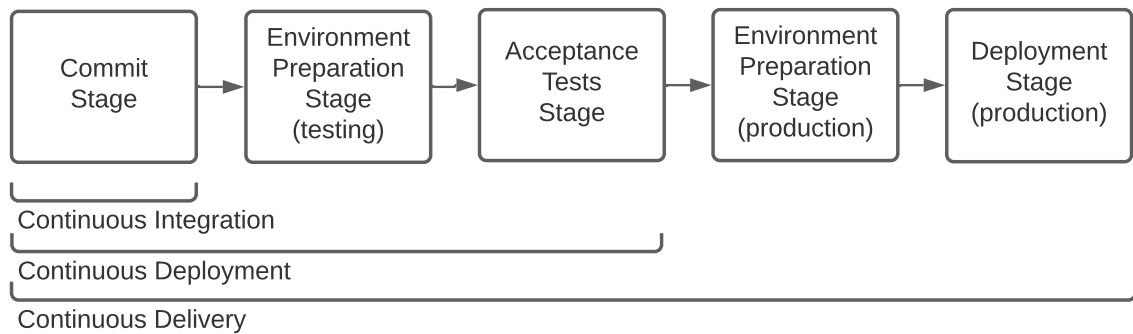 Commit
Stage
Environment
Preparation
Stage
(testing)
Acceptance
Tests
Stage
Environment
Preparation
Stage
(production)
Deployment
Stage
(production)
Continuous Integration
Continuous Deployment
Continuous Delivery